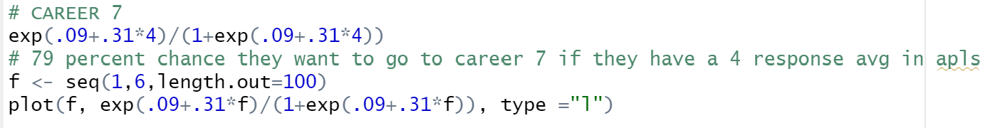 # CAREER 7
exp(.09+.31*4)/(1+exp(.09+.31*4))
# 79 percent chance they want to go to career 7 if they have a 4 response avg in apls
f <- seq(1,6,length.out=100)
plot(f, exp(.09+.31*f)/(1+exp(.09+.31*f)), type ="l")